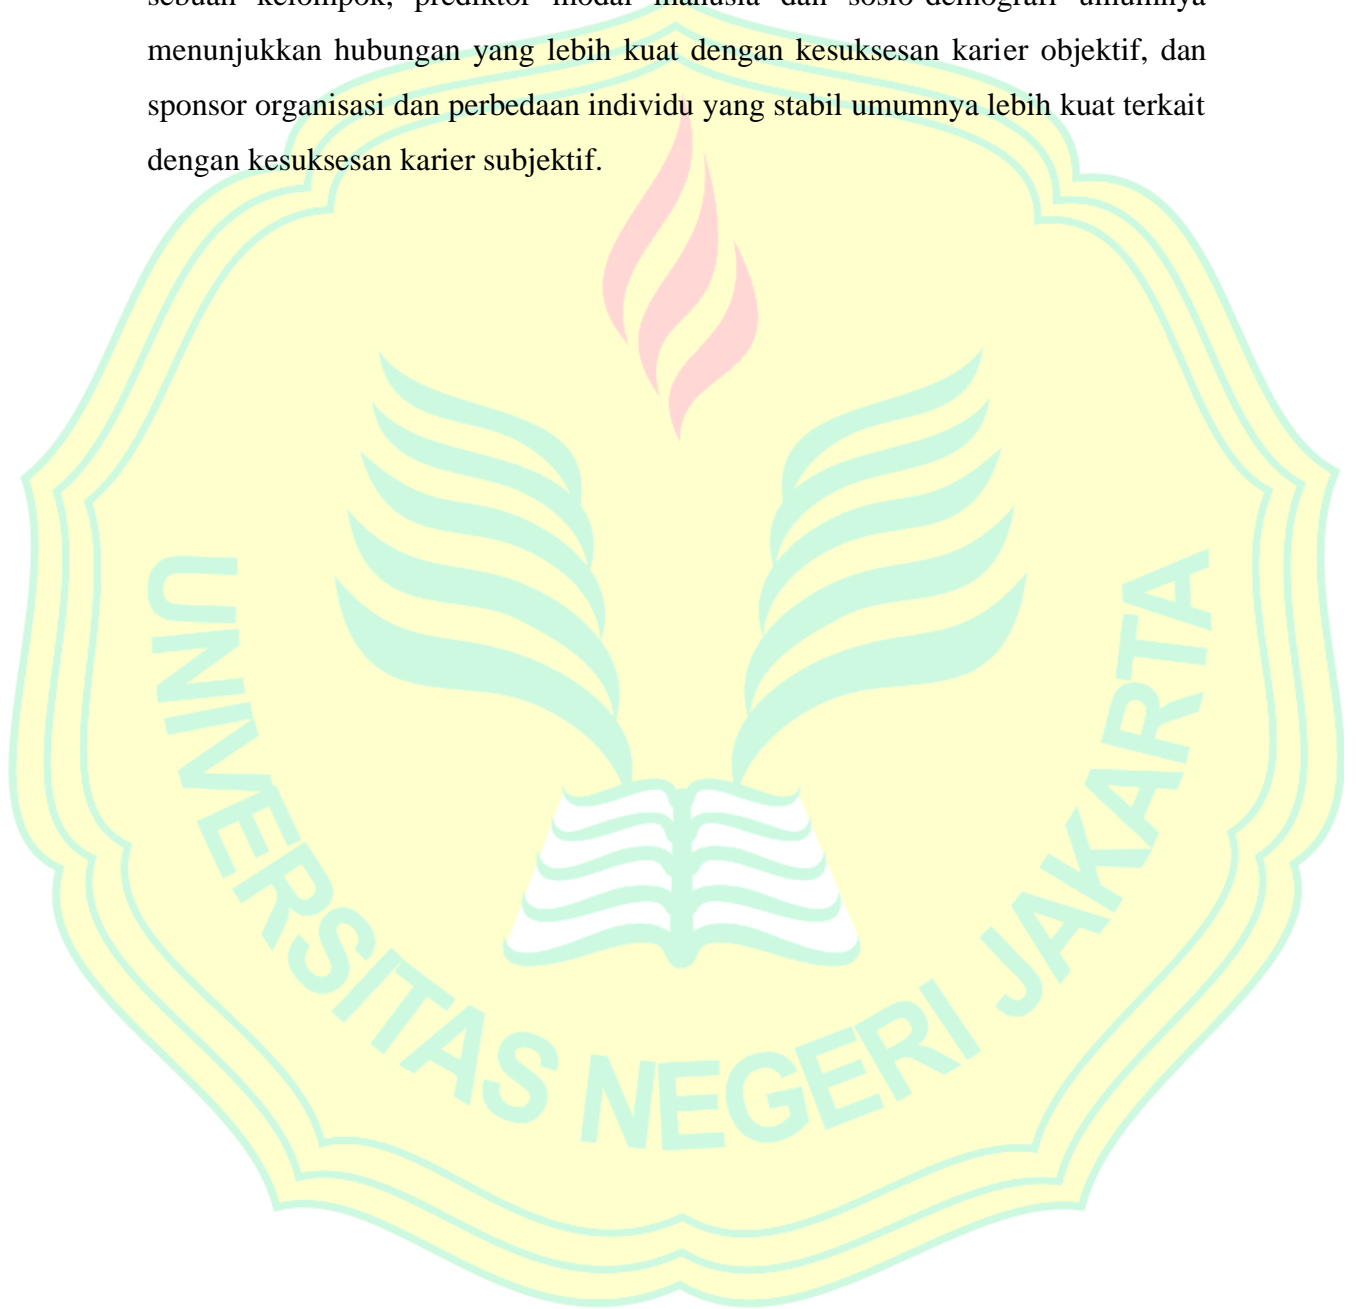 sebuah kelompok, prediktor modal manusia dan sosio-demografi umumnya
menunjukkan hubungan yang lebih kuat dengan kesuksesan karier objektif, dan
sponsor organisasi dan perbedaan individu yang stabil umumnya lebih kuat terkait
dengan kesuksesan karier subjektif.
UNIVERSITAS NEGERI JAKARTA